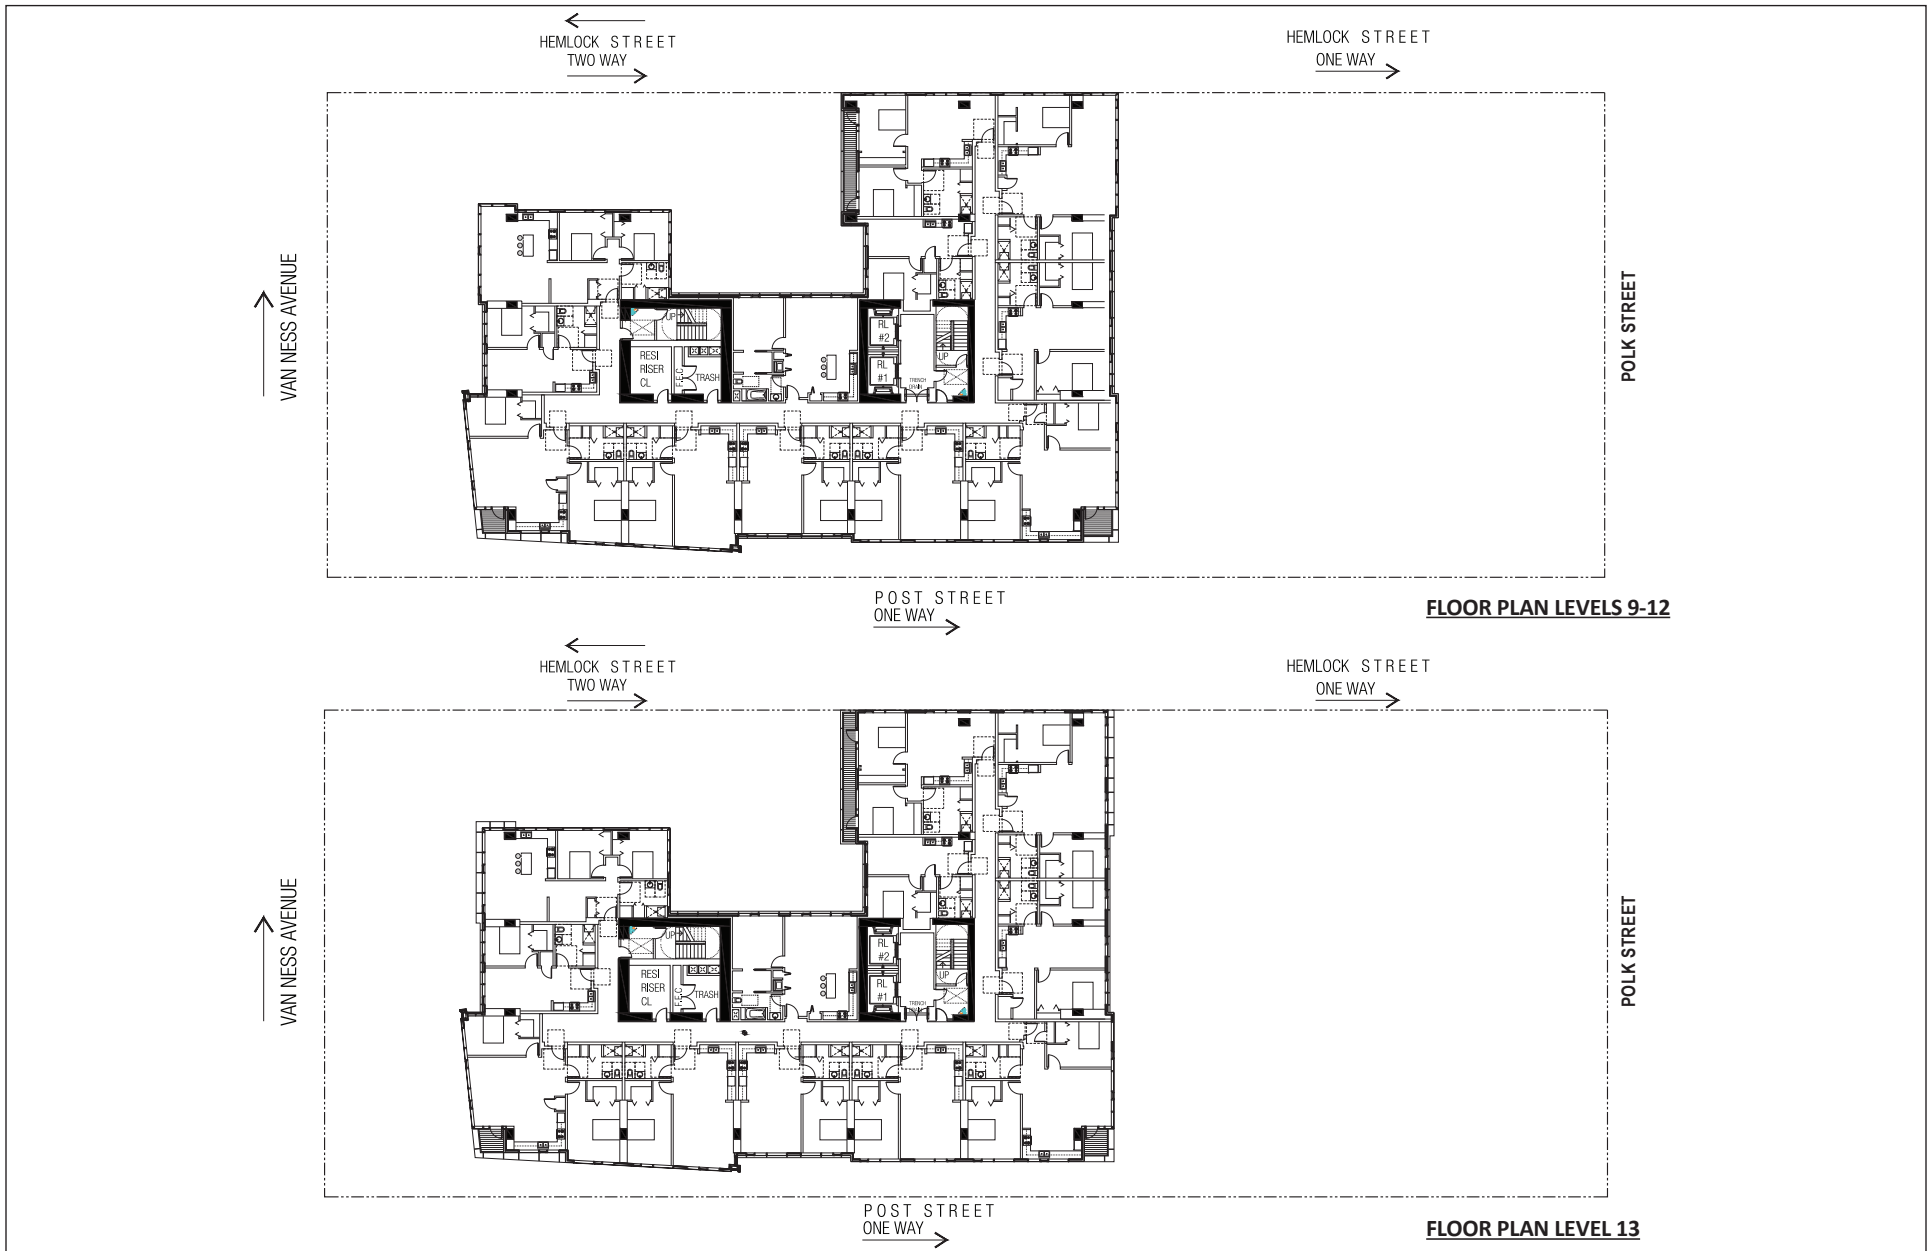 HEMLOCK STREET
TWO WAY
HEMLOCK STREET
ONE WAY
VAN NESS AVENUE
POLK STREET
UP
RESI
RISER
CL
F.E.C
TRASH
RL
#2
RL
#1
TRENCH
DRAIN
UP
POST STREET
ONE WAY
FLOOR PLAN LEVELS 9-12
HEMLOCK STREET
TWO WAY
HEMLOCK STREET
ONE WAY
VAN NESS AVENUE
POLK STREET
UP
RESI
RISER
CL
F.E.C
TRASH
RL
#2
RL
#1
TRENCH
UP
POST STREET
ONE WAY
FLOOR PLAN LEVEL 13